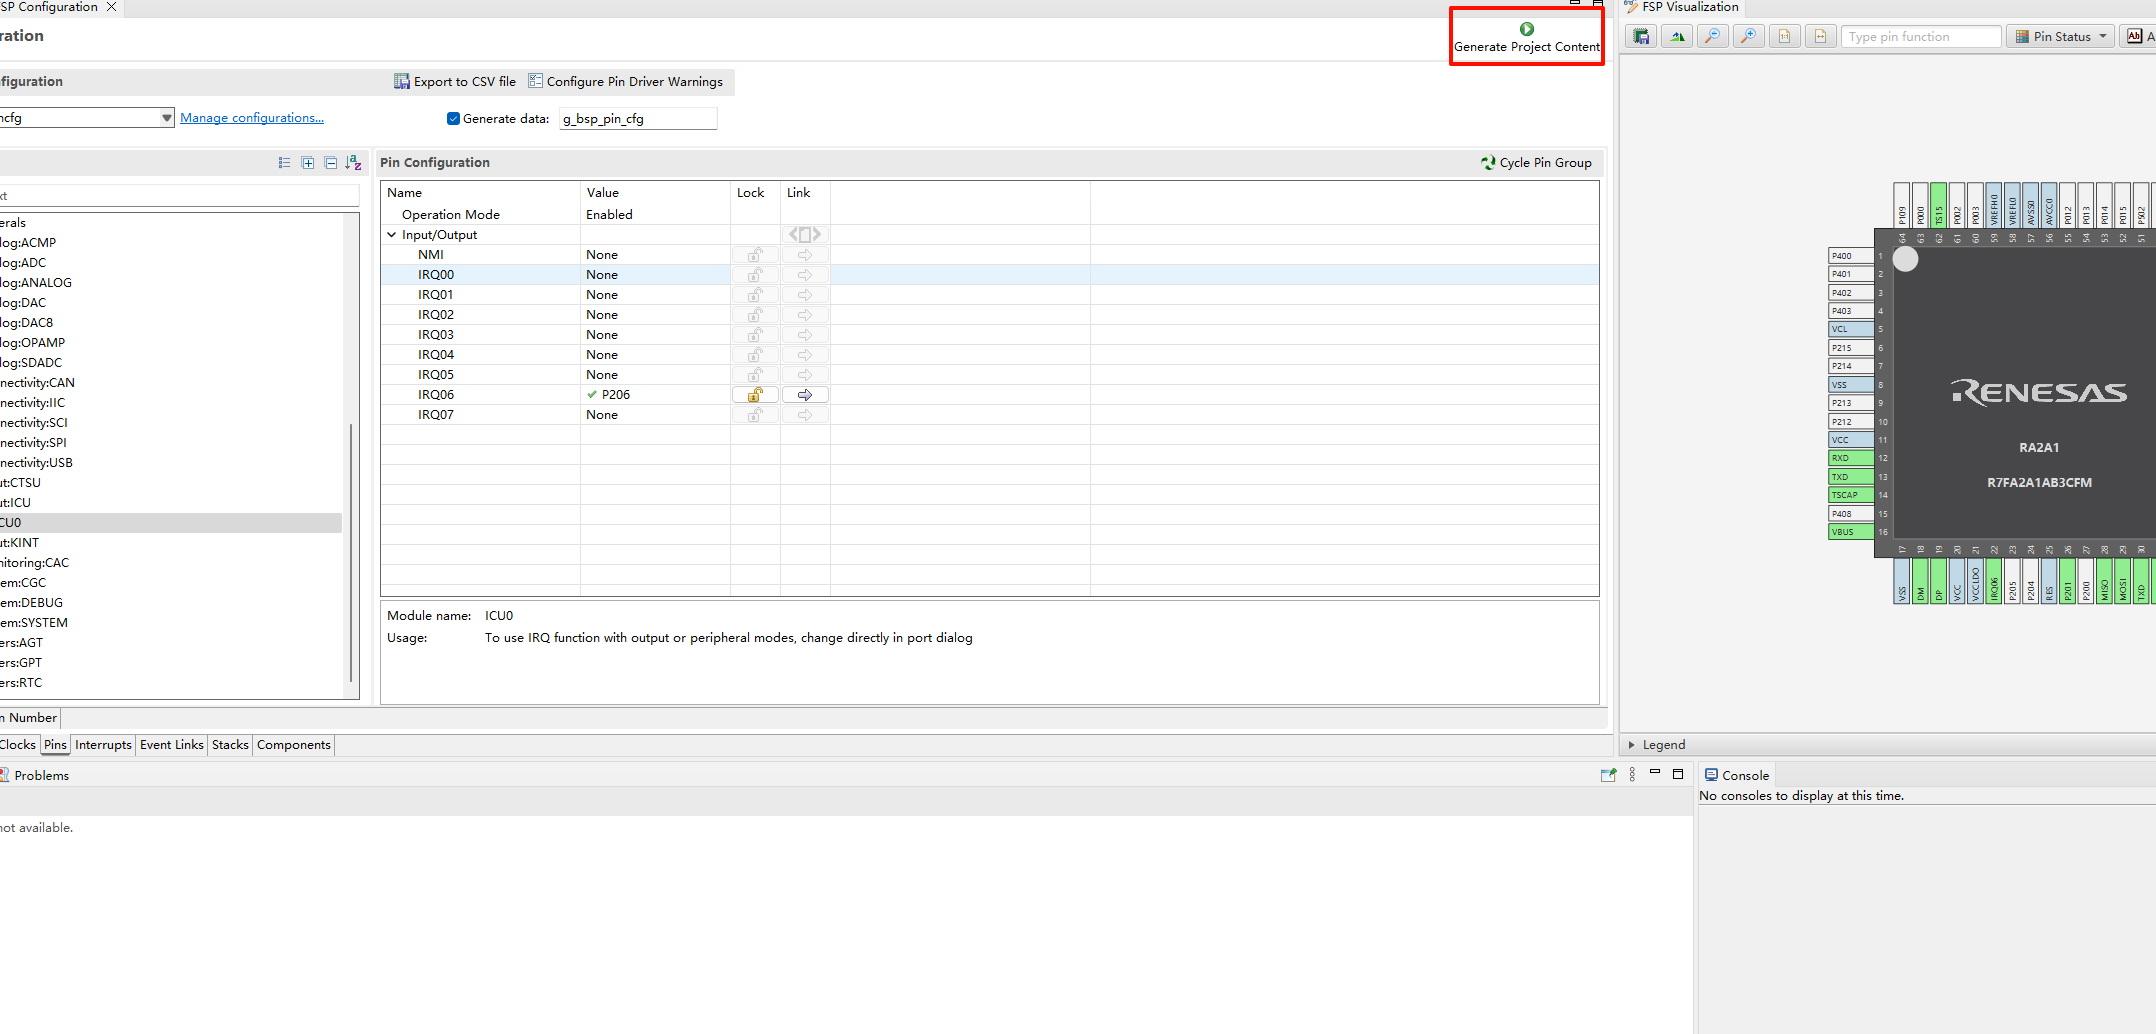 SP Configuration
FSP Visualization
ration
Generate Project Content
Type pin function
Pin Status
Ab A
figuration
Export to CSV file
Configure Pin Driver Warnings
ncfg
Manage configurations...
Generate data:
g_bsp_pin_cfg
Pin Configuration
Cycle Pin Group
xt
Name Value Lock Link
Operation Mode Enabled
Input/Output
NMI None
IRQ00 None
IRQ01 None
IRQ02 None
IRQ03 None
IRQ04 None
IRQ05 None
IRQ06 P206
IRQ07 None
erals
log:ACMP
log:ADC
log:ANALOG
log:DAC
log:DAC8
log:OPAMP
log:SDADC
nectivity:CAN
nectivity:IIC
nectivity:SCI
nectivity:SPI
nectivity:USB
ut:CTSU
ut:ICU
CU0
ut:KINT
nitoring:CAC
em:CGC
em:DEBUG
em:SYSTEM
ers:AGT
ers:GPT
ers:RTC
Module name: ICU0
Usage: To use IRQ function with output or peripheral modes, change directly in port dialog
n Number
Clocks Pins Interrupts Event Links Stacks Components
P109 P000 TS15 P002 P003 VREFH0 VREFL0 AVSS0 AVCC0 P012 P013 P014 P015 P502
64 63 62 61 60 59 58 57 56 55 54 53 52 51
P400 1
P401 2
P402 3
P403 4
VCL 5
P215 6
P214 7
VSS 8
P213 9
P212 10
VCC 11
RXD 12
TXD 13
TSCAP 14
P408 15
VBUS 16
RENESAS
RA2A1
R7FA2A1AB3CFM
17 18 19 20 21 22 23 24 25 26 27 28 29 30
VSS DM DP VCC VCCLDO IRQ06 P205 P204 RES P201 P200 MISO MOSI TXD
Legend
Problems
Console
No consoles to display at this time.
not available.